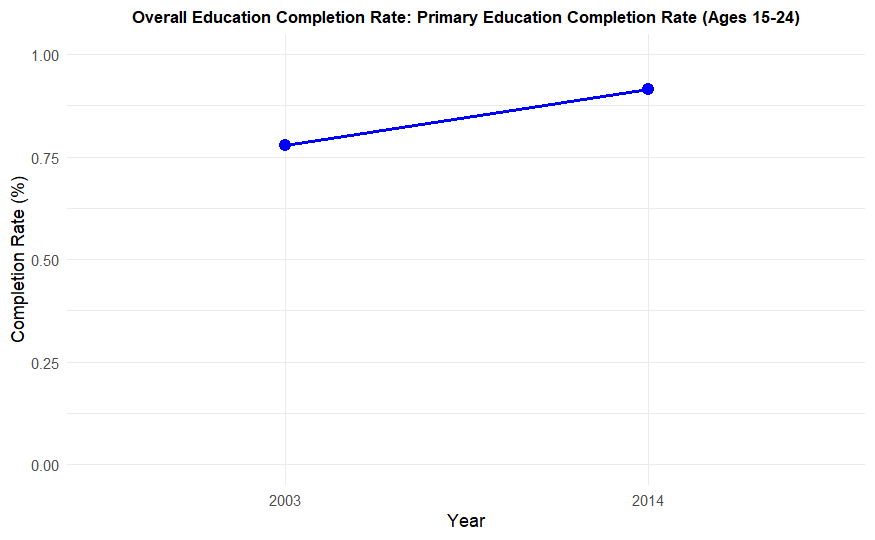 Overall Education Completion Rate: Primary Education Completion Rate (Ages 15-24)
Completion Rate (%)
1.00
0.75
0.50
0.25
0.00
2003 2014
Year